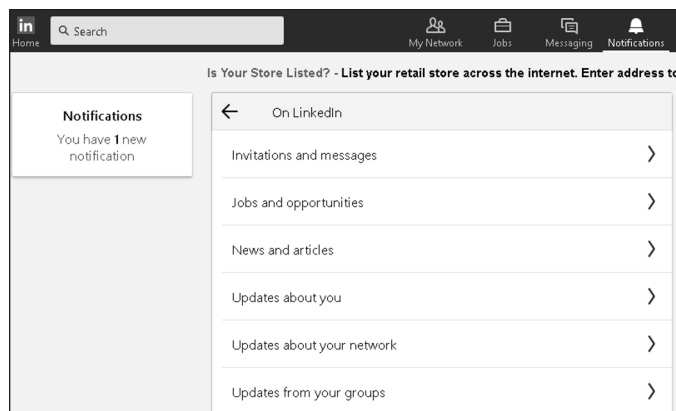 in
Home
Search
My Network
Jobs
Messaging
Notifications
Is Your Store Listed? - List your retail store across the internet. Enter address to
Notifications
You have 1 new
notification
On LinkedIn
Invitations and messages
Jobs and opportunities
News and articles
Updates about you
Updates about your network
Updates from your groups